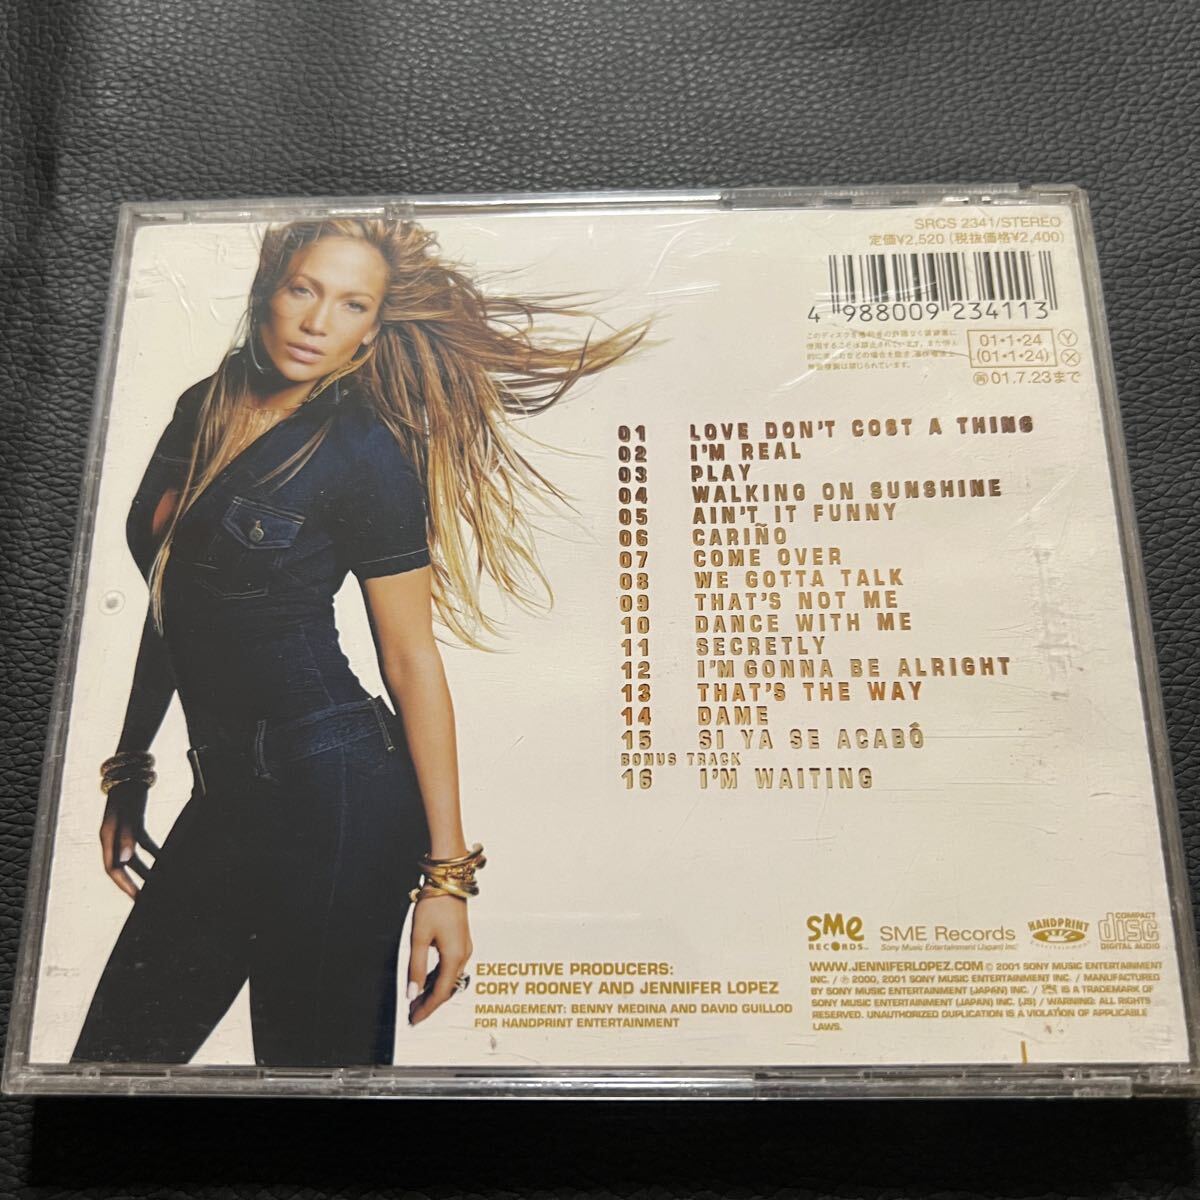 SRCS 2341/STEREO
定価¥2,520 (税抜価格¥2,400)
4 988009 234113
01・1・24 Y
(01・1・24) X
再 01.7.23まで
01 LOVE DON'T COST A THING
02 I'M REAL
03 PLAY
04 WALKING ON SUNSHINE
05 AIN'T IT FUNNY
06 CARIÑO
07 COME OVER
08 WE GOTTA TALK
09 THAT'S NOT ME
10 DANCE WITH ME
11 SECRETLY
12 I'M GONNA BE ALRIGHT
13 THAT'S THE WAY
14 DAME
15 SI YA SE ACABÔ
BONUS TRACK
16 I'M WAITING
EXECUTIVE PRODUCERS:
CORY ROONEY AND JENNIFER LOPEZ
MANAGEMENT: BENNY MEDINA AND DAVID GUILLOD
FOR HANDPRINT ENTERTAINMENT
SME RECORDS
SME Records
Sony Music Entertainment (Japan) Inc.
HANDPRINT
Entertainment
COMPACT
disc
DIGITAL AUDIO
WWW.JENNIFERLOPEZ.COM © 2001 SONY MUSIC ENTERTAINMENT
INC. / ℗ 2000, 2001 SONY MUSIC ENTERTAINMENT INC. / MANUFACTURED
BY SONY MUSIC ENTERTAINMENT (JAPAN) INC. / IS A TRADEMARK OF
SONY MUSIC ENTERTAINMENT (JAPAN) INC. (JS) / WARNING: ALL RIGHTS
RESERVED. UNAUTHORIZED DUPLICATION IS A VIOLATION OF APPLICABLE
LAWS.